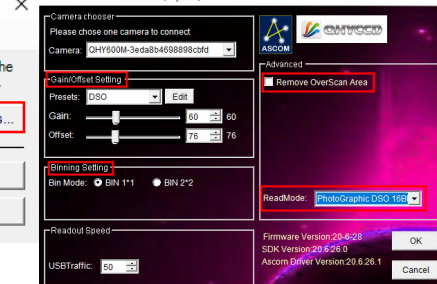 he
s...
Camera chooser
Please chose one camera to connect
Camera: QHY600M-3eda8b4698898cbfd
ASCOM
QHYCCD
Gain/Offset Setting
Presets: DSO Edit
Gain: 60 60
Offset: 76 76
Advanced
Remove OverScan Area
Binning Setting
Bin Mode: BIN 1*1 BIN 2*2
ReadMode: PhotoGraphic DSO 16B
Readout Speed
USBTraffic: 50
Firmware Version:20-6-28
SDK Version:20.6.26.0
Ascom Driver Version:20.6.26.1
OK
Cancel